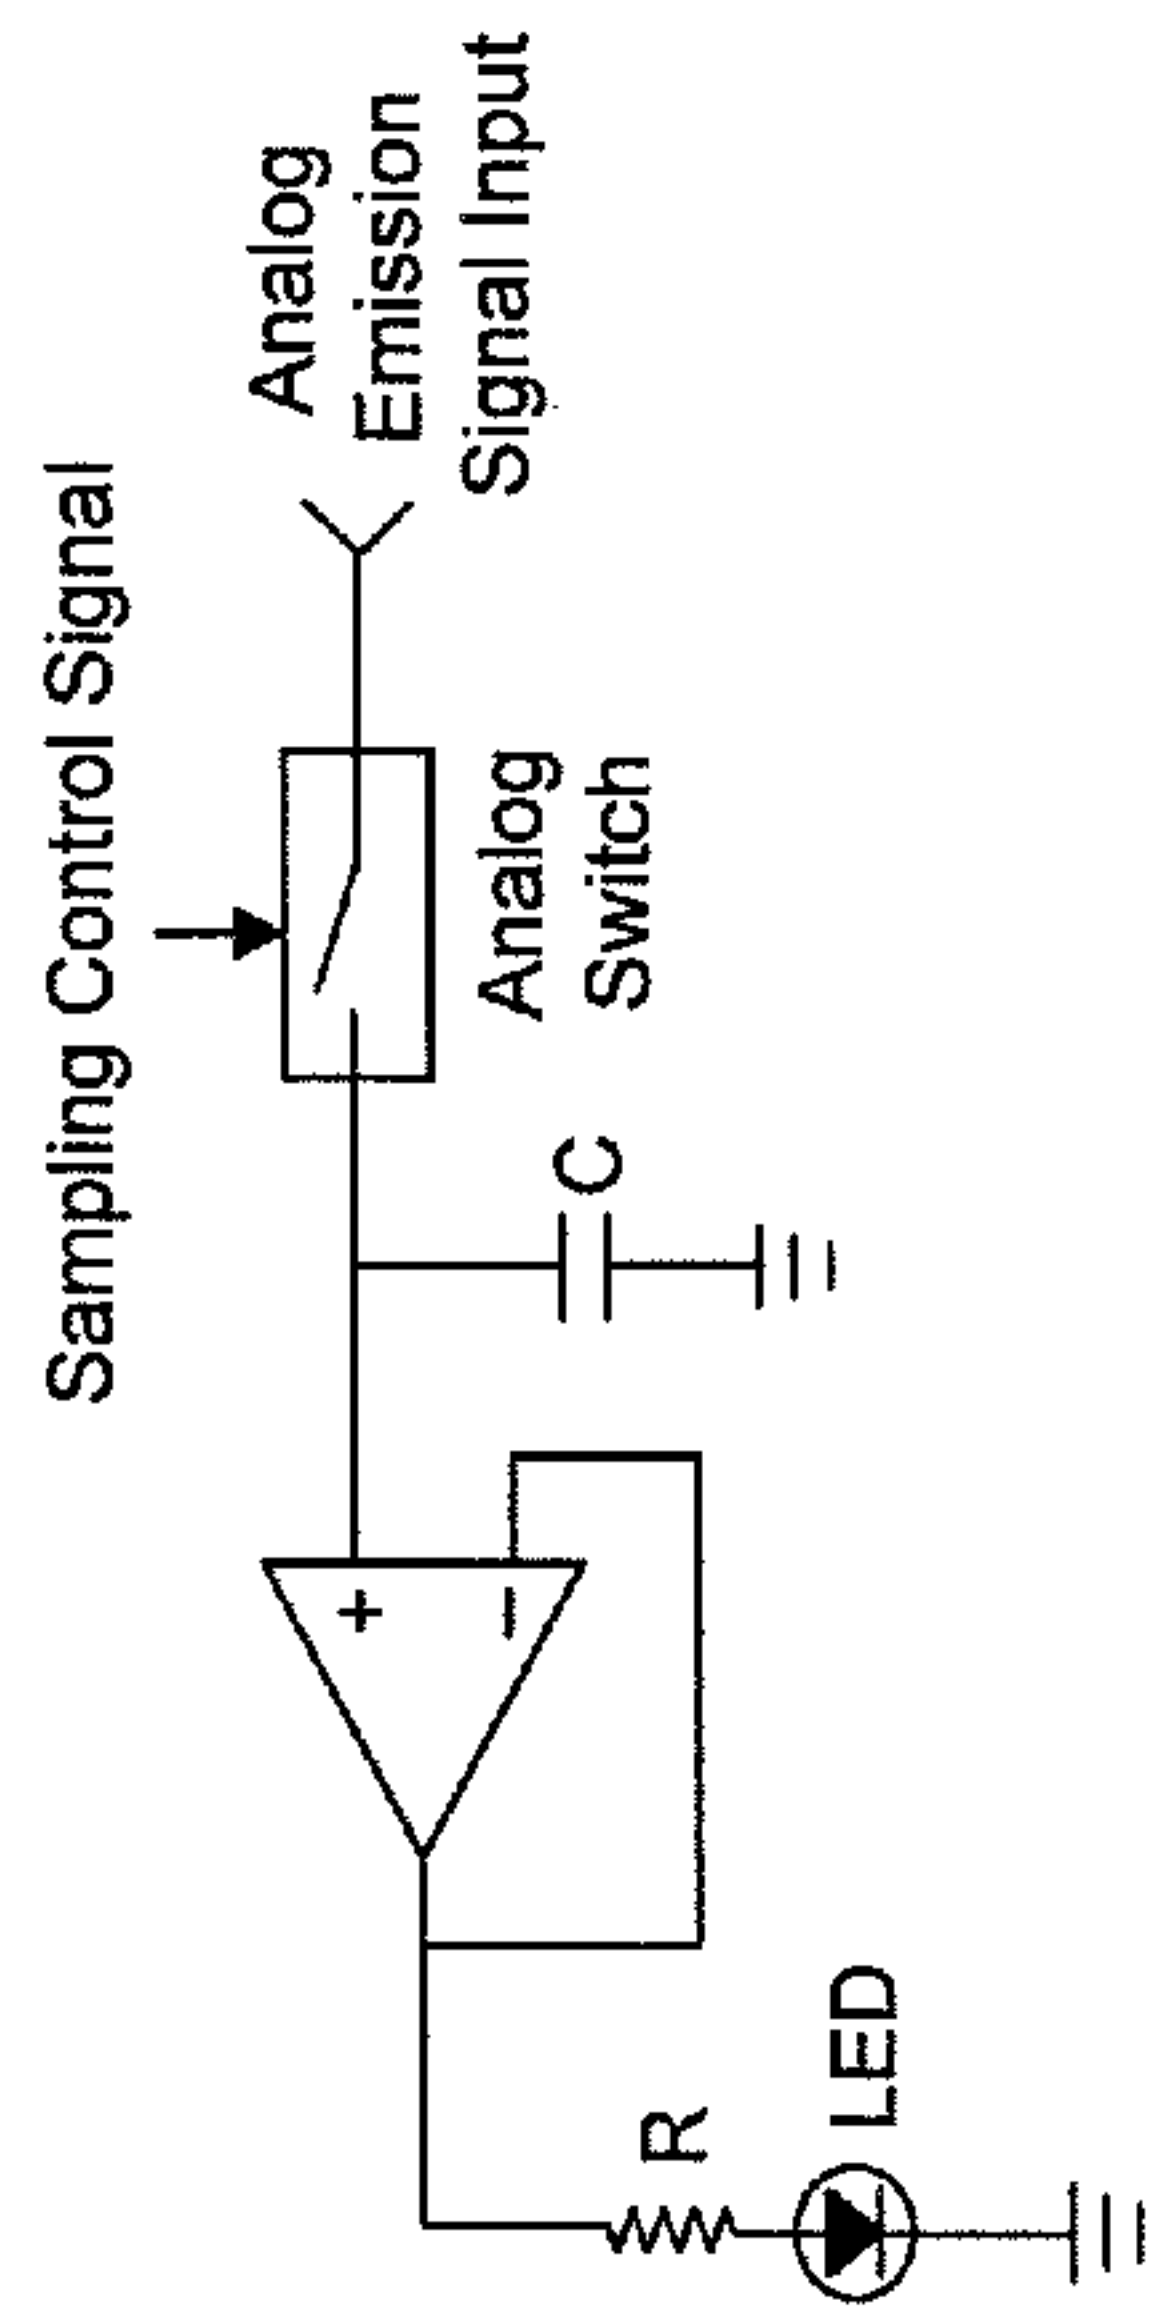 Sampling Control Signal
Analog
Emission
Signal Input
Analog
Switch
C
+
−
R
LED